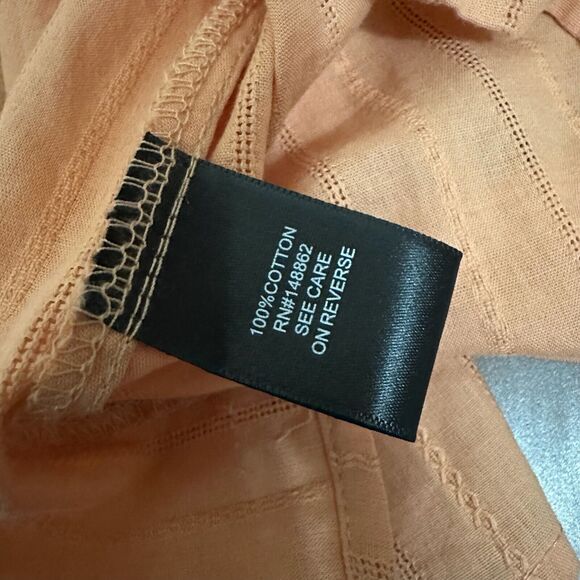 100%COTTON
RN#148862
SEE CARE
ON REVERSE